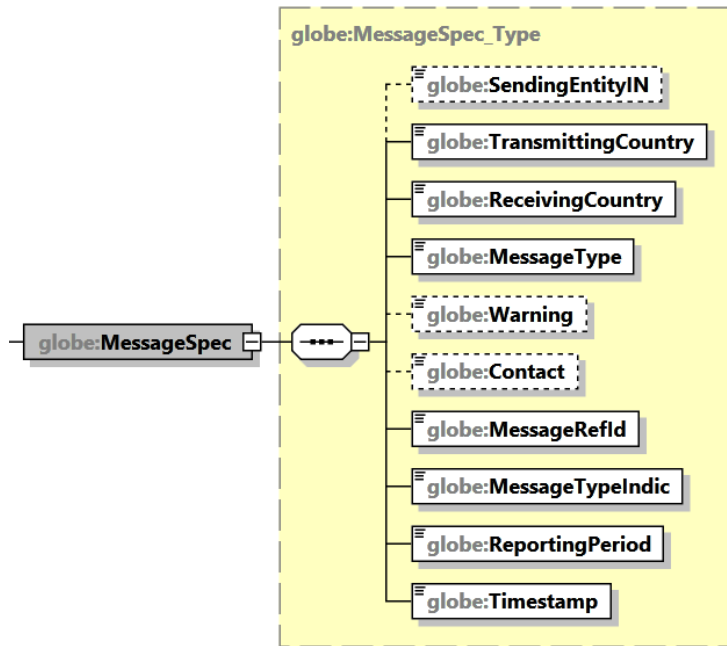 globe:MessageSpec_Type
globe:SendingEntityIN
globe:TransmittingCountry
globe:ReceivingCountry
globe:MessageType
globe:Warning
globe:MessageSpec
globe:Contact
globe:MessageRefId
globe:MessageTypeIndic
globe:ReportingPeriod
globe:Timestamp